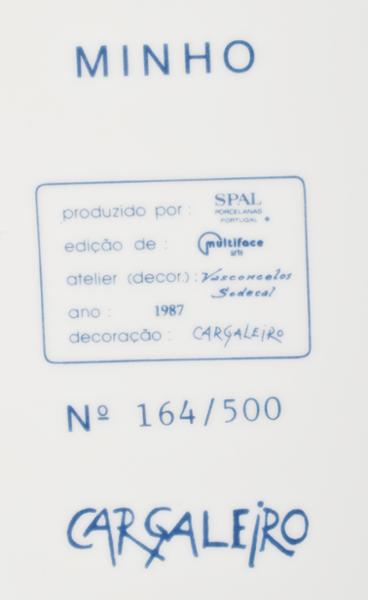 MINHO
produzido por : SPAL
PORCELANAS
PORTUGAL ®
edição de : multiface
arte
atelier (decor.) : Vasconcelos
Sedecal
ano : 1987
decoração : CARGALEIRO
Nº 164/500
CARGALEIRO